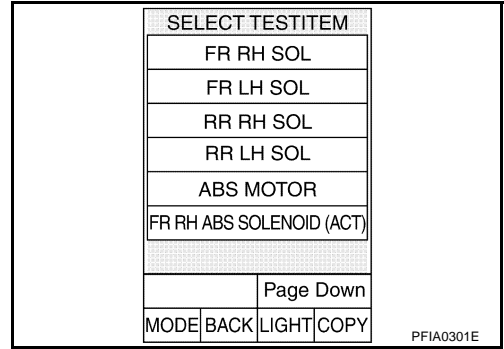 SELECT TESTITEM
FR RH SOL
FR LH SOL
RR RH SOL
RR LH SOL
ABS MOTOR
FR RH ABS SOLENOID (ACT)
Page Down
MODE BACK LIGHT COPY
PFIA0301E